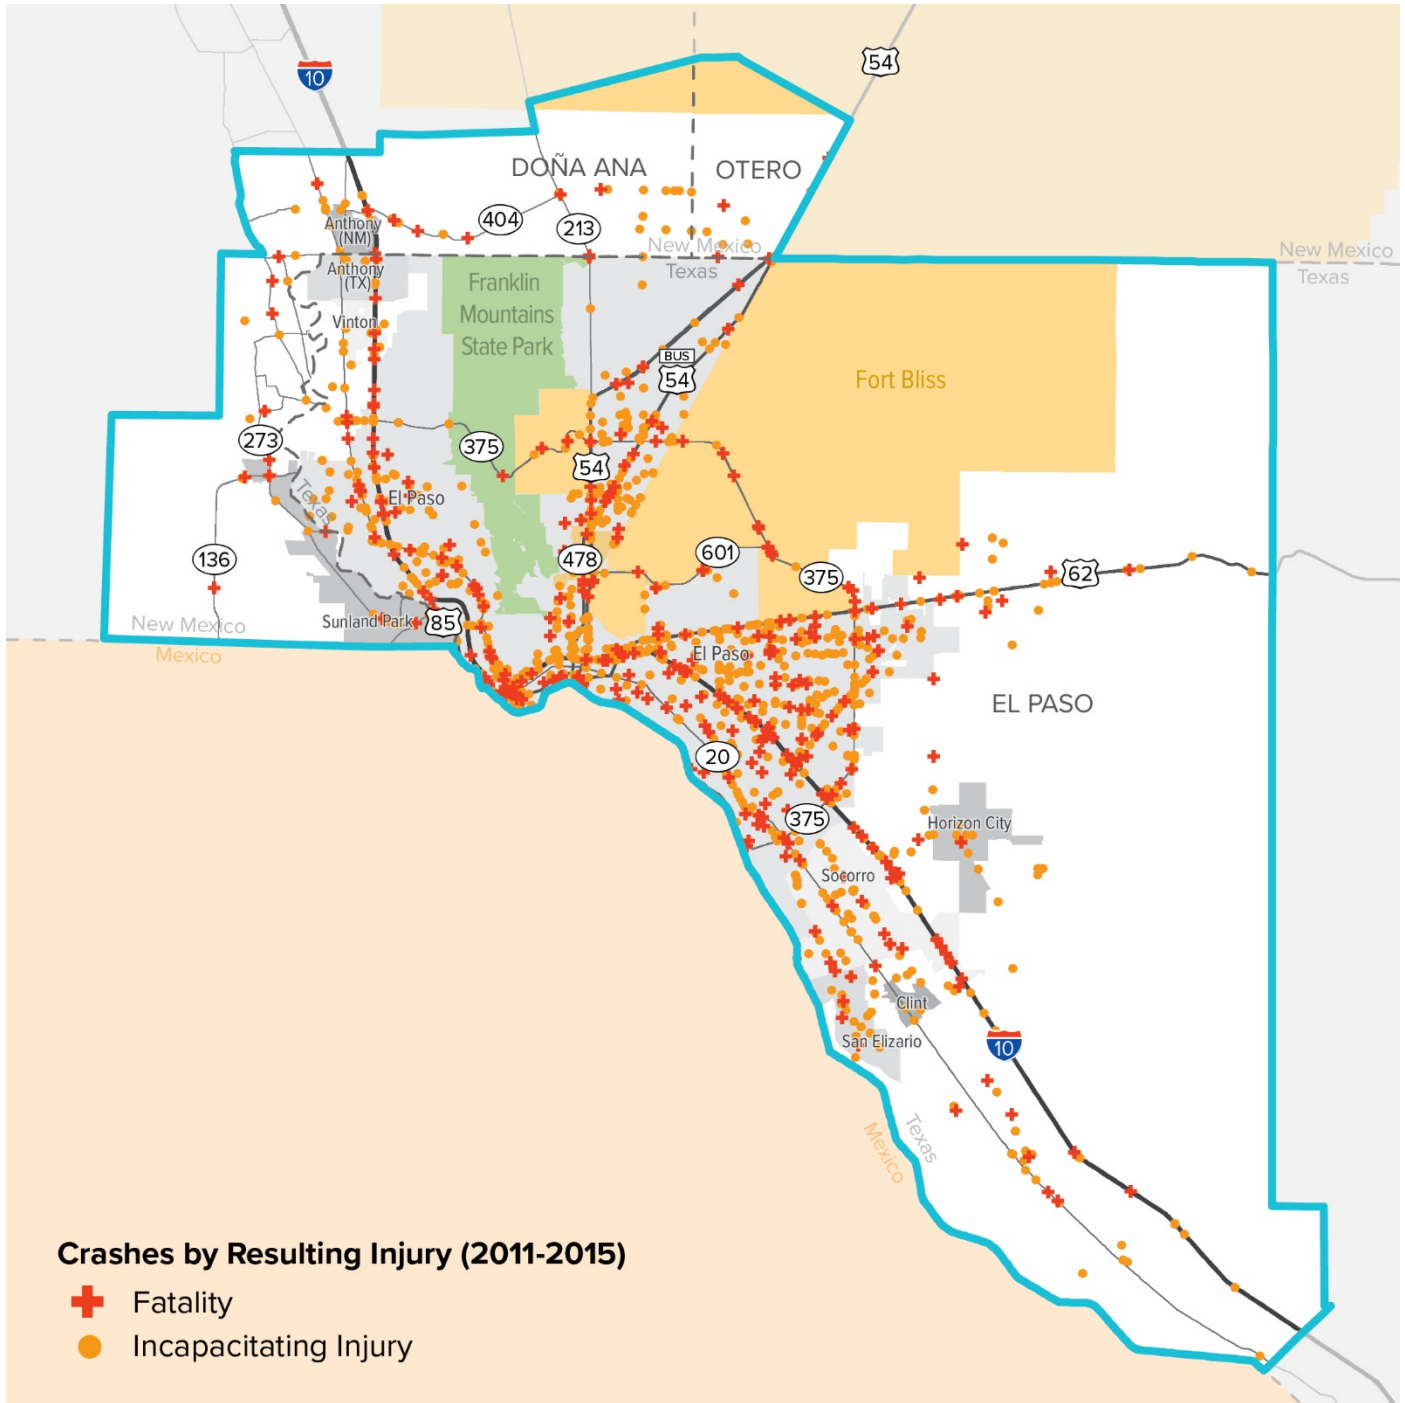 54
10
DOÑA ANA
OTERO
404
213
Anthony
(NM)
New Mexico
Texas
New Mexico
Texas
Anthony
(TX)
Franklin
Mountains
State Park
Vinton
BUS
54
Fort Bliss
273
375
54
El Paso
Texas
136
478
601
375
62
New Mexico
Mexico
Sunland Park
85
El Paso
EL PASO
20
375
Horizon City
Socorro
Clint
San Elizario
10
Texas
Mexico
Crashes by Resulting Injury (2011-2015)
Fatality
Incapacitating Injury